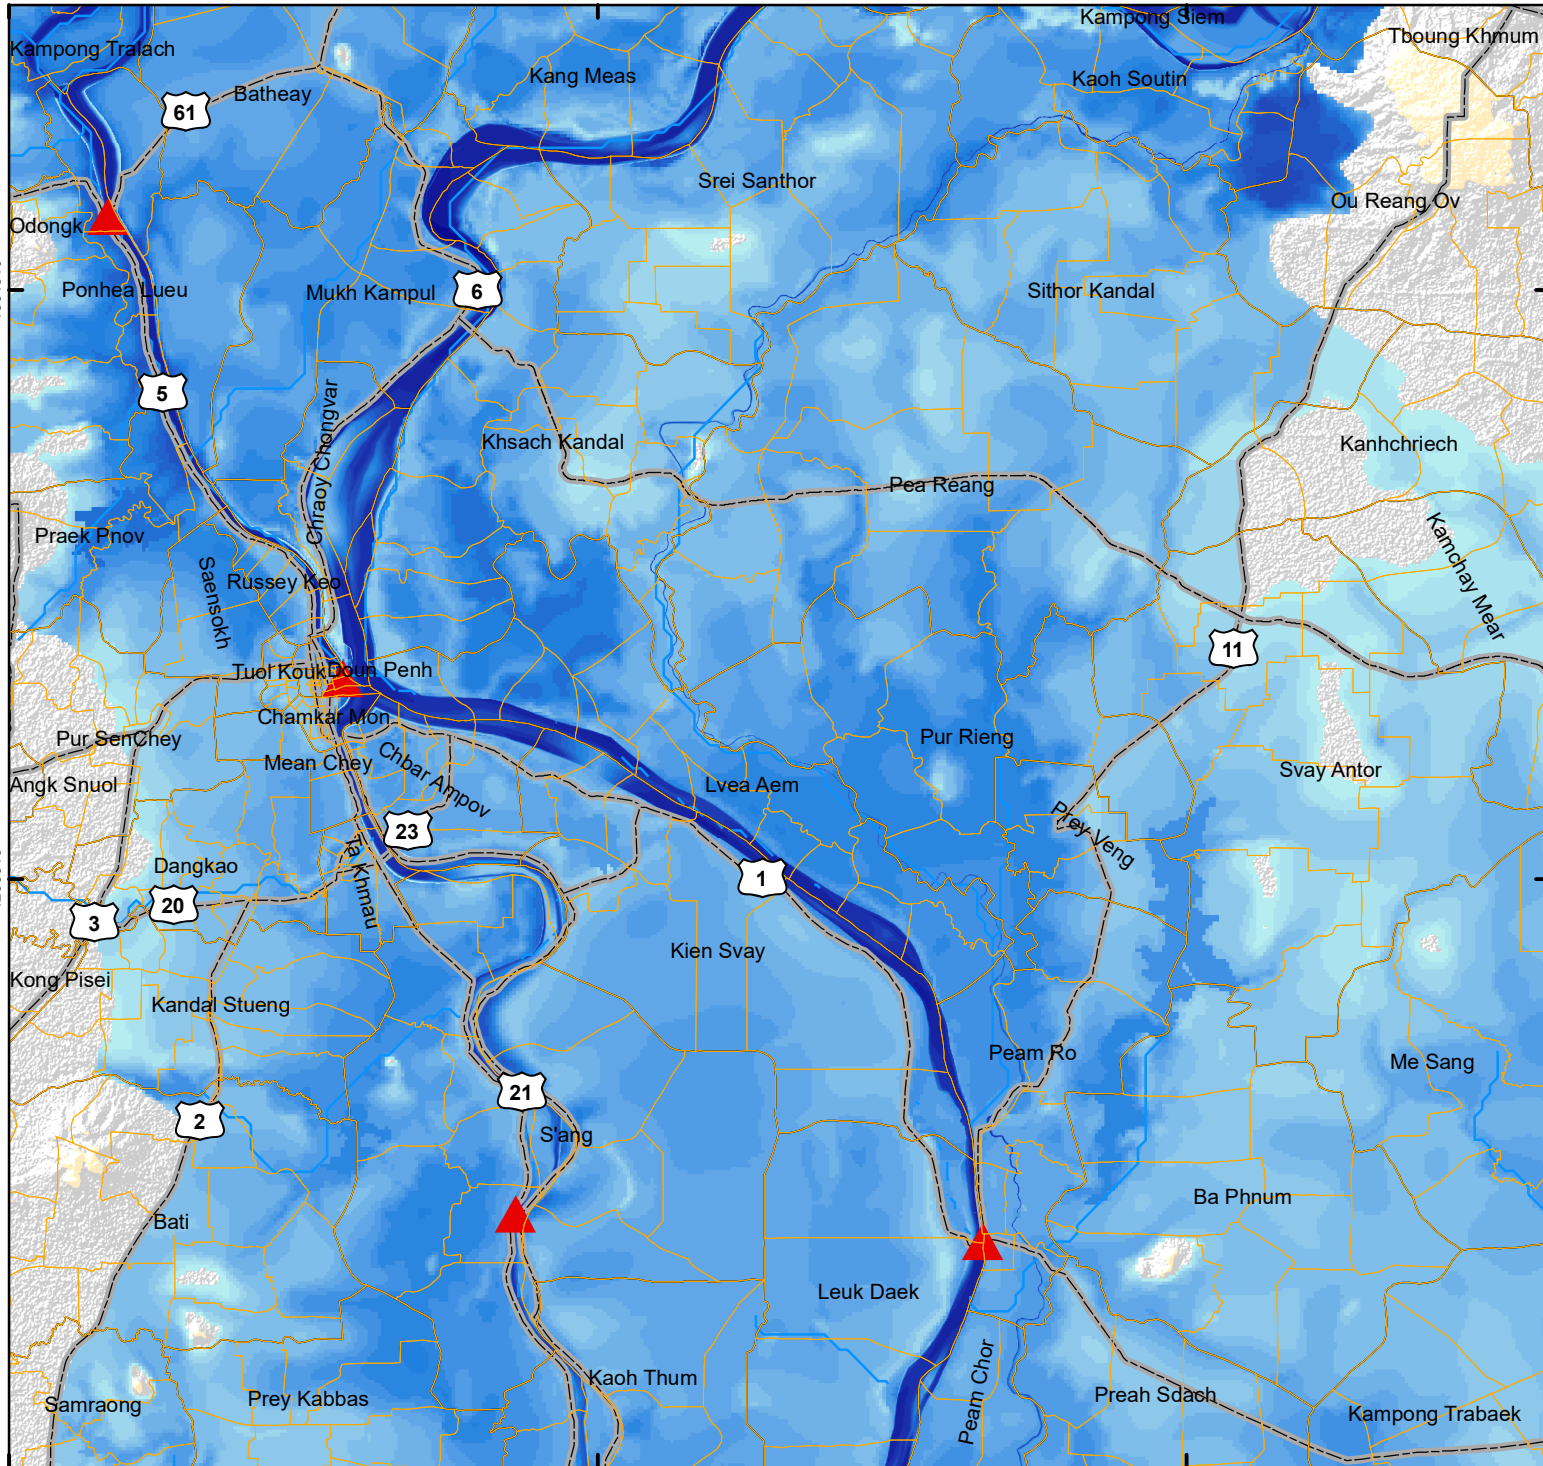 Kampong Siem
Tboung Khmum
Kampong Tralach
Kang Meas
Kaoh Soutin
Batheay
61
Srei Santhor
Ou Reang Ov
Odongk
Ponhea Lueu
Mukh Kampul
6
Sithor Kandal
5
Chraoy Chongvar
Khsach Kandal
Kanhchriech
Pea Reang
Praek Pnov
Kamchay Mear
Saensokh
Russey Keo
11
Tuol Kouk
Doun Penh
Chamkar Mon
Pur SenChey
Pur Rieng
Mean Chey
Chbar Ampov
Svay Antor
Angk Snuol
Lvea Aem
23
Prey Veng
Ta Khmau
Dangkao
1
20
3
Kien Svay
Kong Pisei
Kandal Stueng
Peam Ro
Me Sang
21
2
S'ang
Ba Phnum
Bati
Leuk Daek
Kaoh Thum
Peam Chor
Preah Sdach
Prey Kabbas
Samraong
Kampong Trabaek